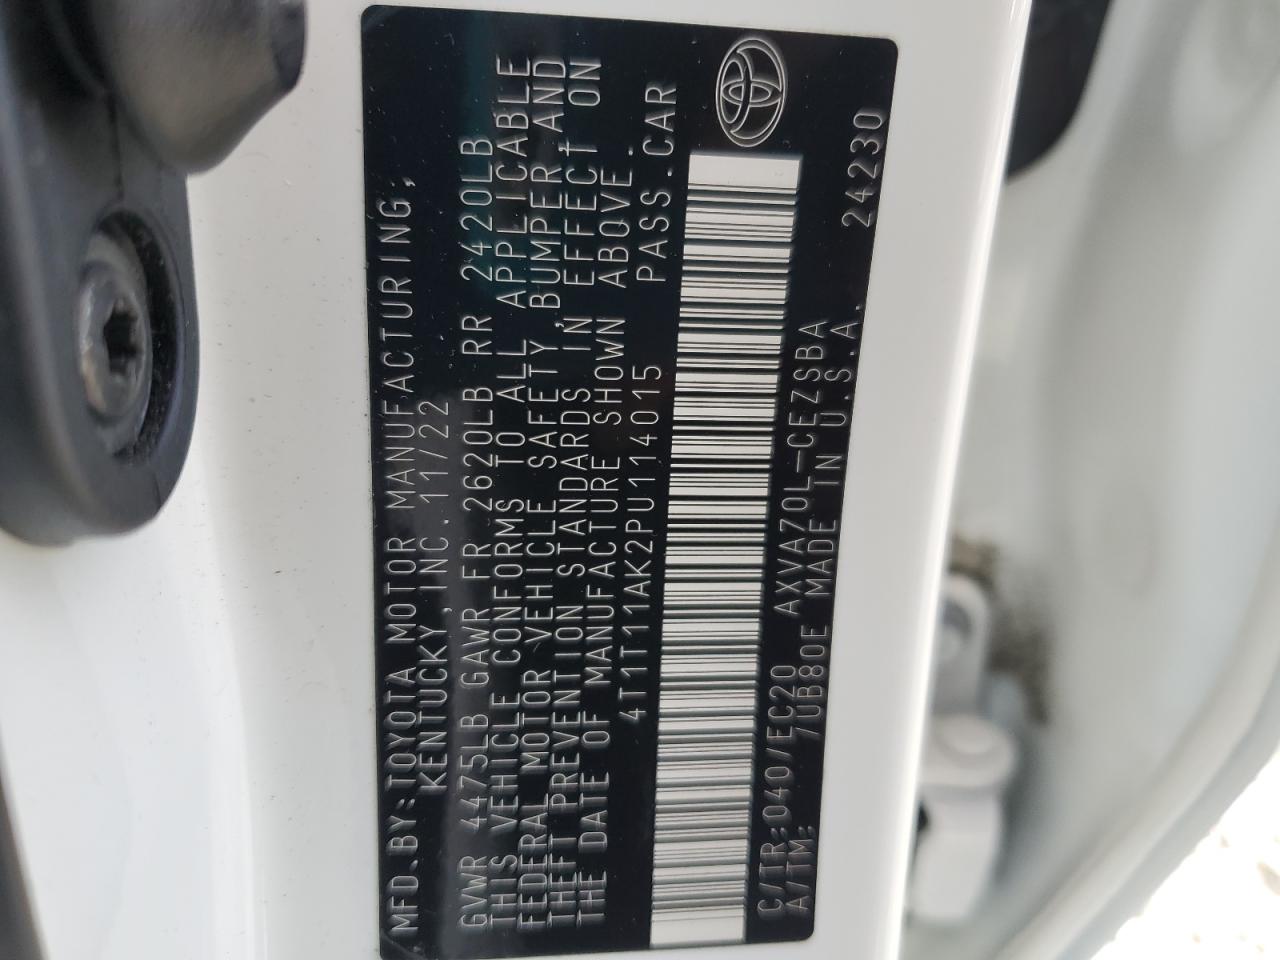 MFD.BY:TOYOTA MOTOR MANUFACTURING,
KENTUCKY,INC.11/22
GVWR 4475LB GAWR FR 2620LB RR 2420LB
THIS VEHICLE CONFORMS TO ALL APPLICABLE
FEDERAL MOTOR VEHICLE SAFETY,BUMPER,AND
THEFT PREVENTION STANDARDS IN EFFECT ON
THE DATE OF MANUFACTURE SHOWN ABOVE.
4T1T11AK2PU114015 PASS.CAR
C/TR:040/EC20 AXVA70L-CEZSBA 24230
A/TM: /UB80E MADE IN U.S.A.